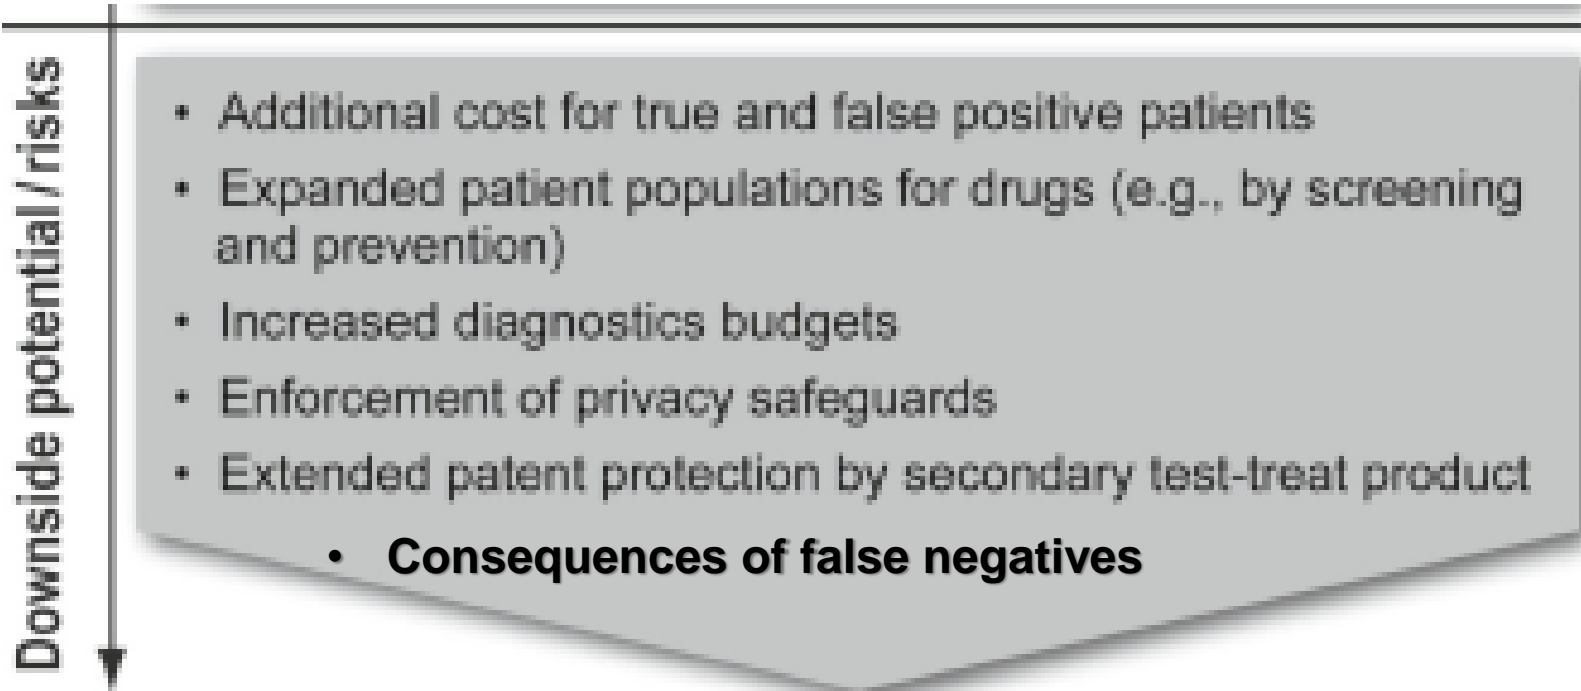 Downside potential / risks
• Additional cost for true and false positive patients
• Expanded patient populations for drugs (e.g., by screening
and prevention)
• Increased diagnostics budgets
• Enforcement of privacy safeguards
• Extended patent protection by secondary test-treat product
• Consequences of false negatives